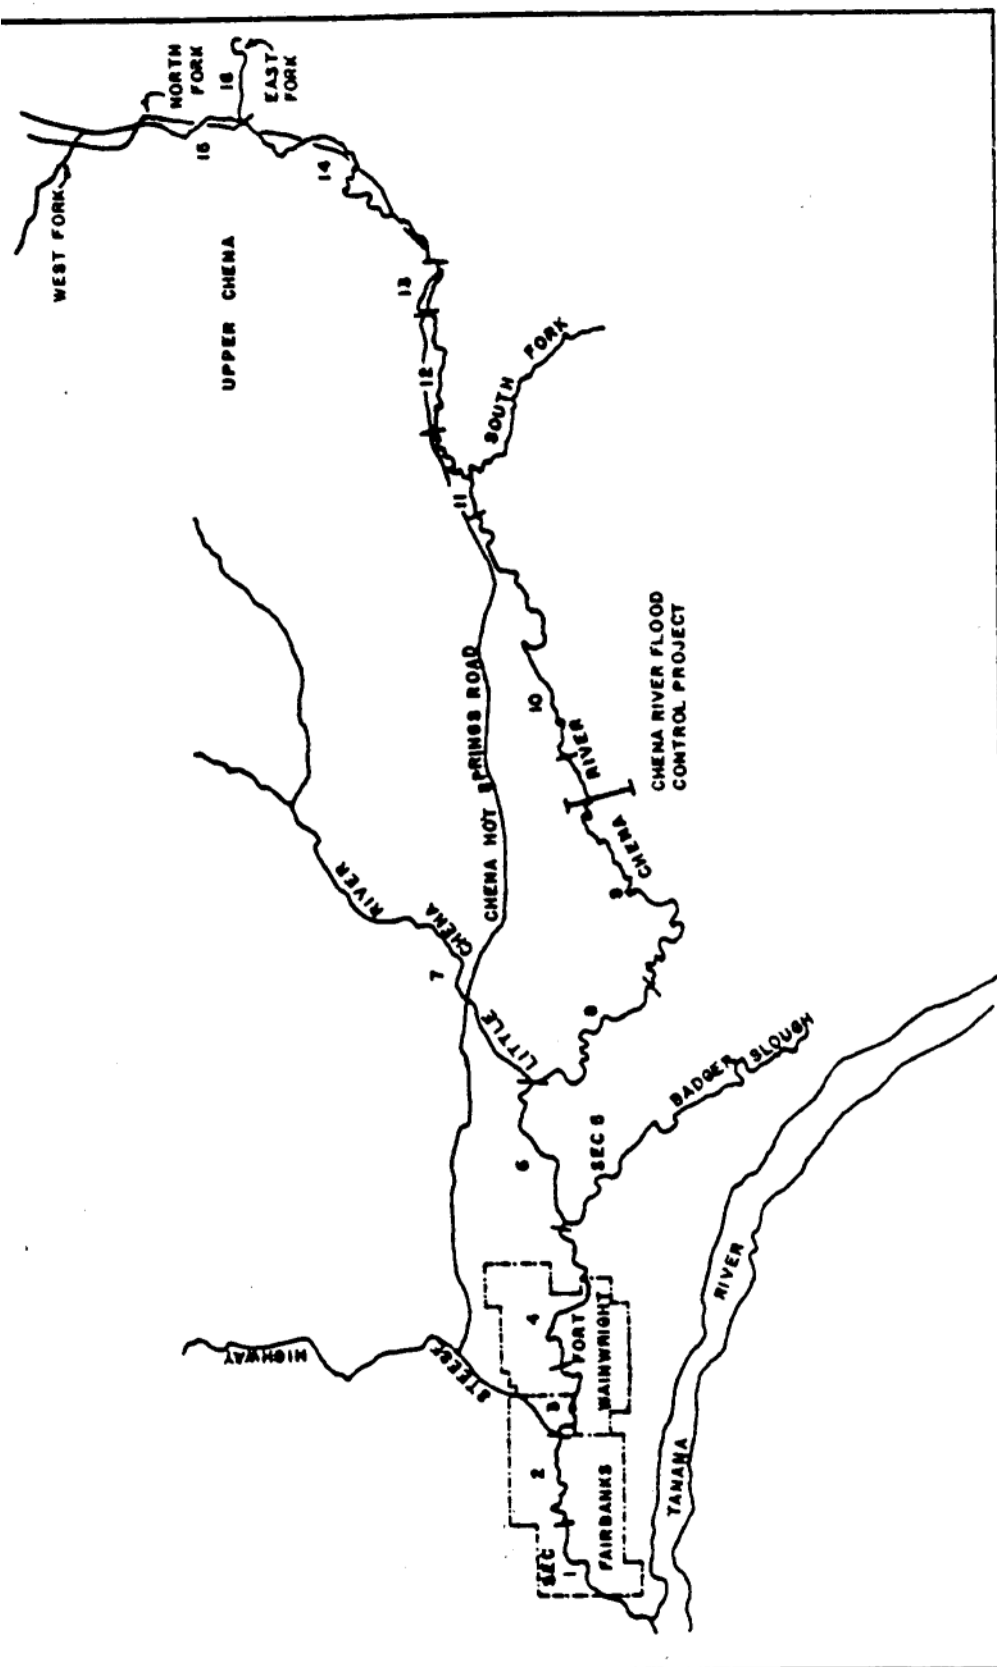 NORTH
FORK
16
EAST
FORK
15
14
WEST FORK
UPPER CHENA
13
12
SOUTH FORK
11
CHENA HOT SPRINGS ROAD
10
CHENA RIVER
CHENA RIVER FLOOD
CONTROL PROJECT
9
LITTLE CHENA RIVER
7
8
BADGER SLOUGH
SEC 5
6
STEESE HIGHWAY
4
FORT
WAINWRIGHT
3
2
SEC
1
FAIRBANKS
TANANA RIVER